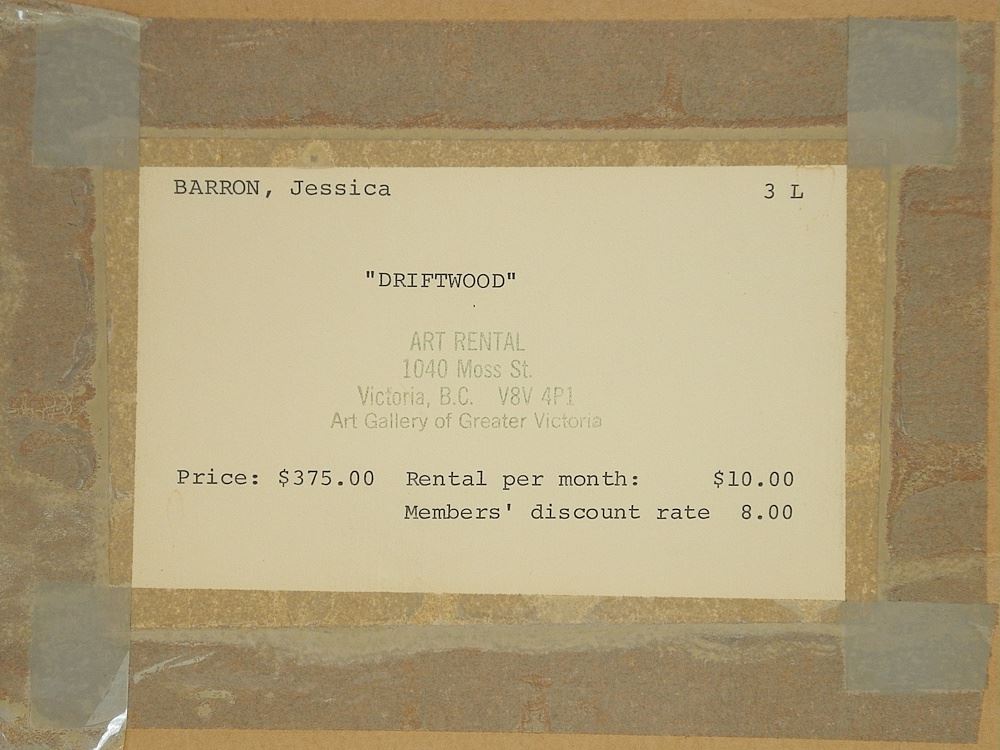 BARRON, Jessica 3 L
"DRIFTWOOD"
ART RENTAL
1040 Moss St.
Victoria, B.C. V8V 4P1
Art Gallery of Greater Victoria
Price: $375.00 Rental per month: $10.00
Members' discount rate 8.00